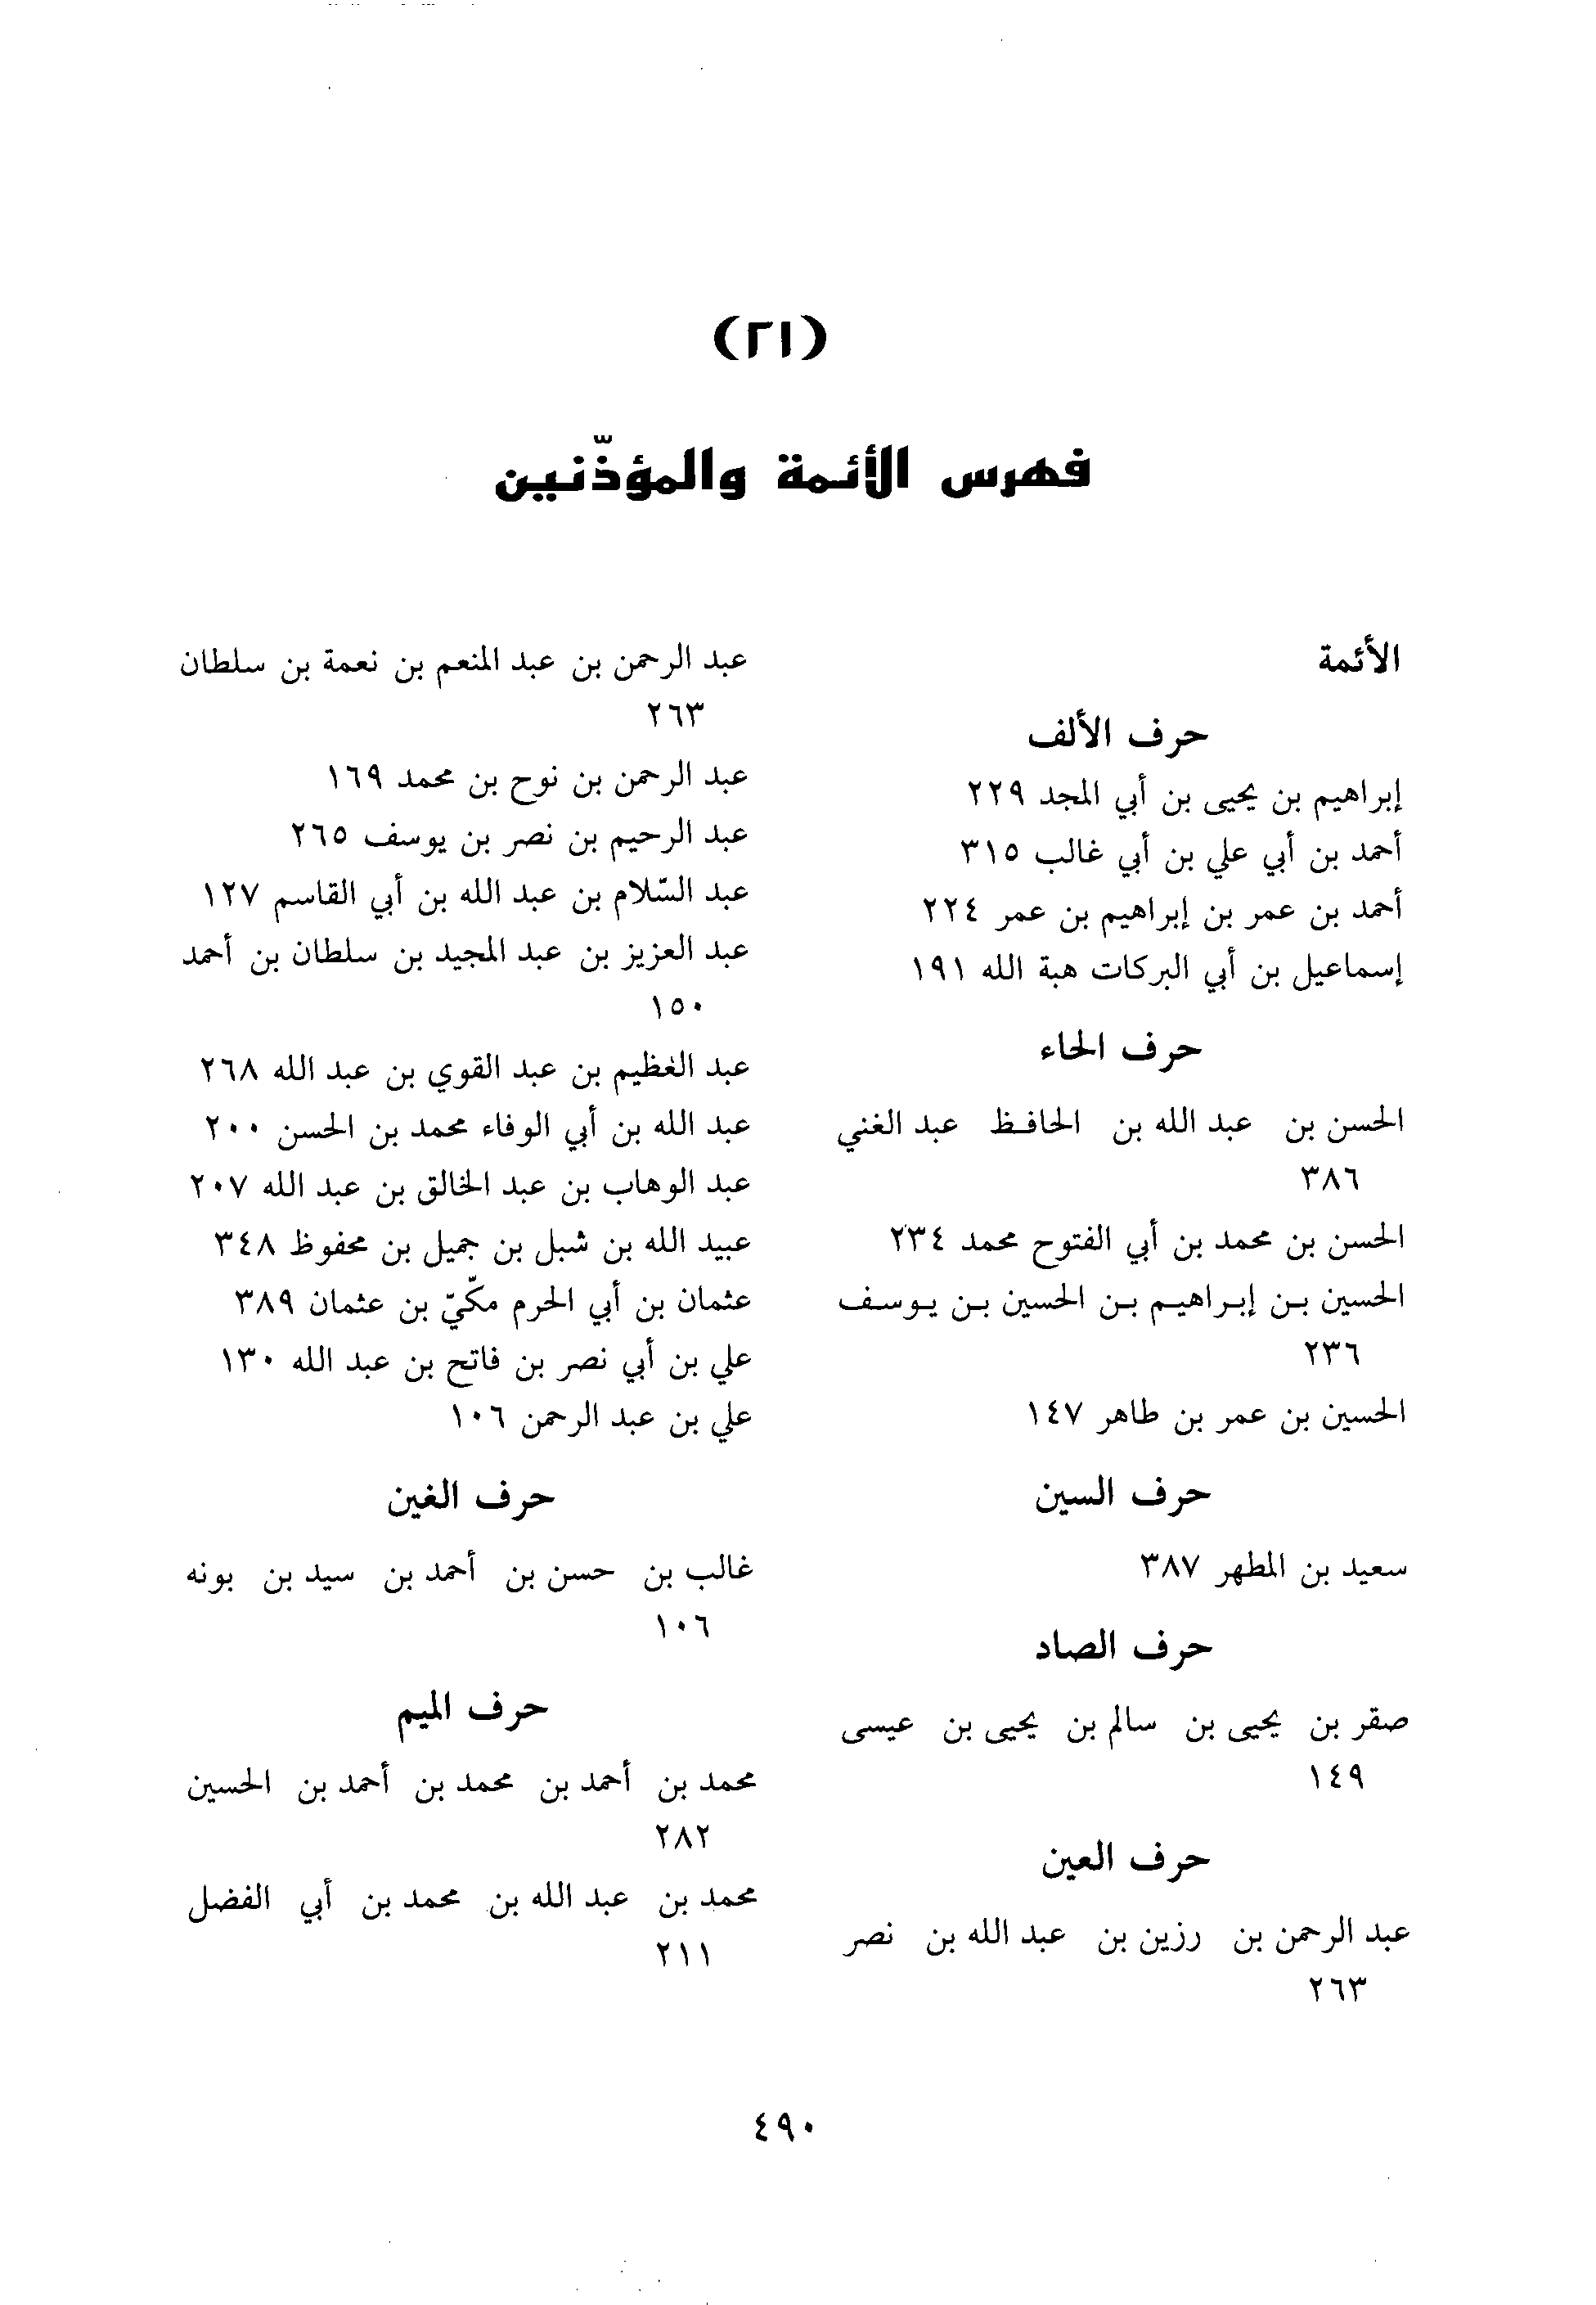 (٢١)
فهرس الأئمة والمؤذّنين
الأئمة
حرف الألف
إبراهيم بن يحيى بن أبي المجد ٢٢٩
أحمد بن أبي علي بن أبي غالب ٣١٥
أحمد بن عمر بن إبراهيم بن عمر ٢٢٤
إسماعيل بن أبي البركات هبة الله ١٩١
حرف الحاء
الحسن بن عبد الله بن الحافظ عبد الغني
٣٨٦
الحسن بن محمد بن أبي الفتوح محمد ٢٣٤
الحسين بن إبراهيم بن الحسين بن يوسف
٢٣٦
الحسين بن عمر بن طاهر ١٤٧
حرف السين
سعيد بن المطهر ٣٨٧
حرف الصاد
صقر بن يحيى بن سالم بن يحيى بن عيسى
١٤٩
حرف العين
عبد الرحمن بن رزين بن عبد الله بن نصر
٢٦٣
عبد الرحمن بن عبد المنعم بن نعمة بن سلطان
٢٦٣
عبد الرحمن بن نوح بن محمد ١٦٩
عبد الرحيم بن نصر بن يوسف ٢٦٥
عبد السّلام بن عبد الله بن أبي القاسم ١٢٧
عبد العزيز بن عبد المجيد بن سلطان بن أحمد
١٥٠
عبد العظيم بن عبد القوي بن عبد الله ٢٦٨
عبد الله بن أبي الوفاء محمد بن الحسن ٢٠٠
عبد الوهاب بن عبد الخالق بن عبد الله ٢٠٧
عبيد الله بن شبل بن جميل بن محفوظ ٣٤٨
عثمان بن أبي الحرم مكّيّ بن عثمان ٣٨٩
علي بن أبي نصر بن فاتح بن عبد الله ١٣٠
علي بن عبد الرحمن ١٠٦
حرف الغين
غالب بن حسن بن أحمد بن سيد بن بونه
١٠٦
حرف الميم
محمد بن أحمد بن محمد بن أحمد بن الحسين
٢٨٢
محمد بن عبد الله بن محمد بن أبي الفضل
٢١١
٤٩٠